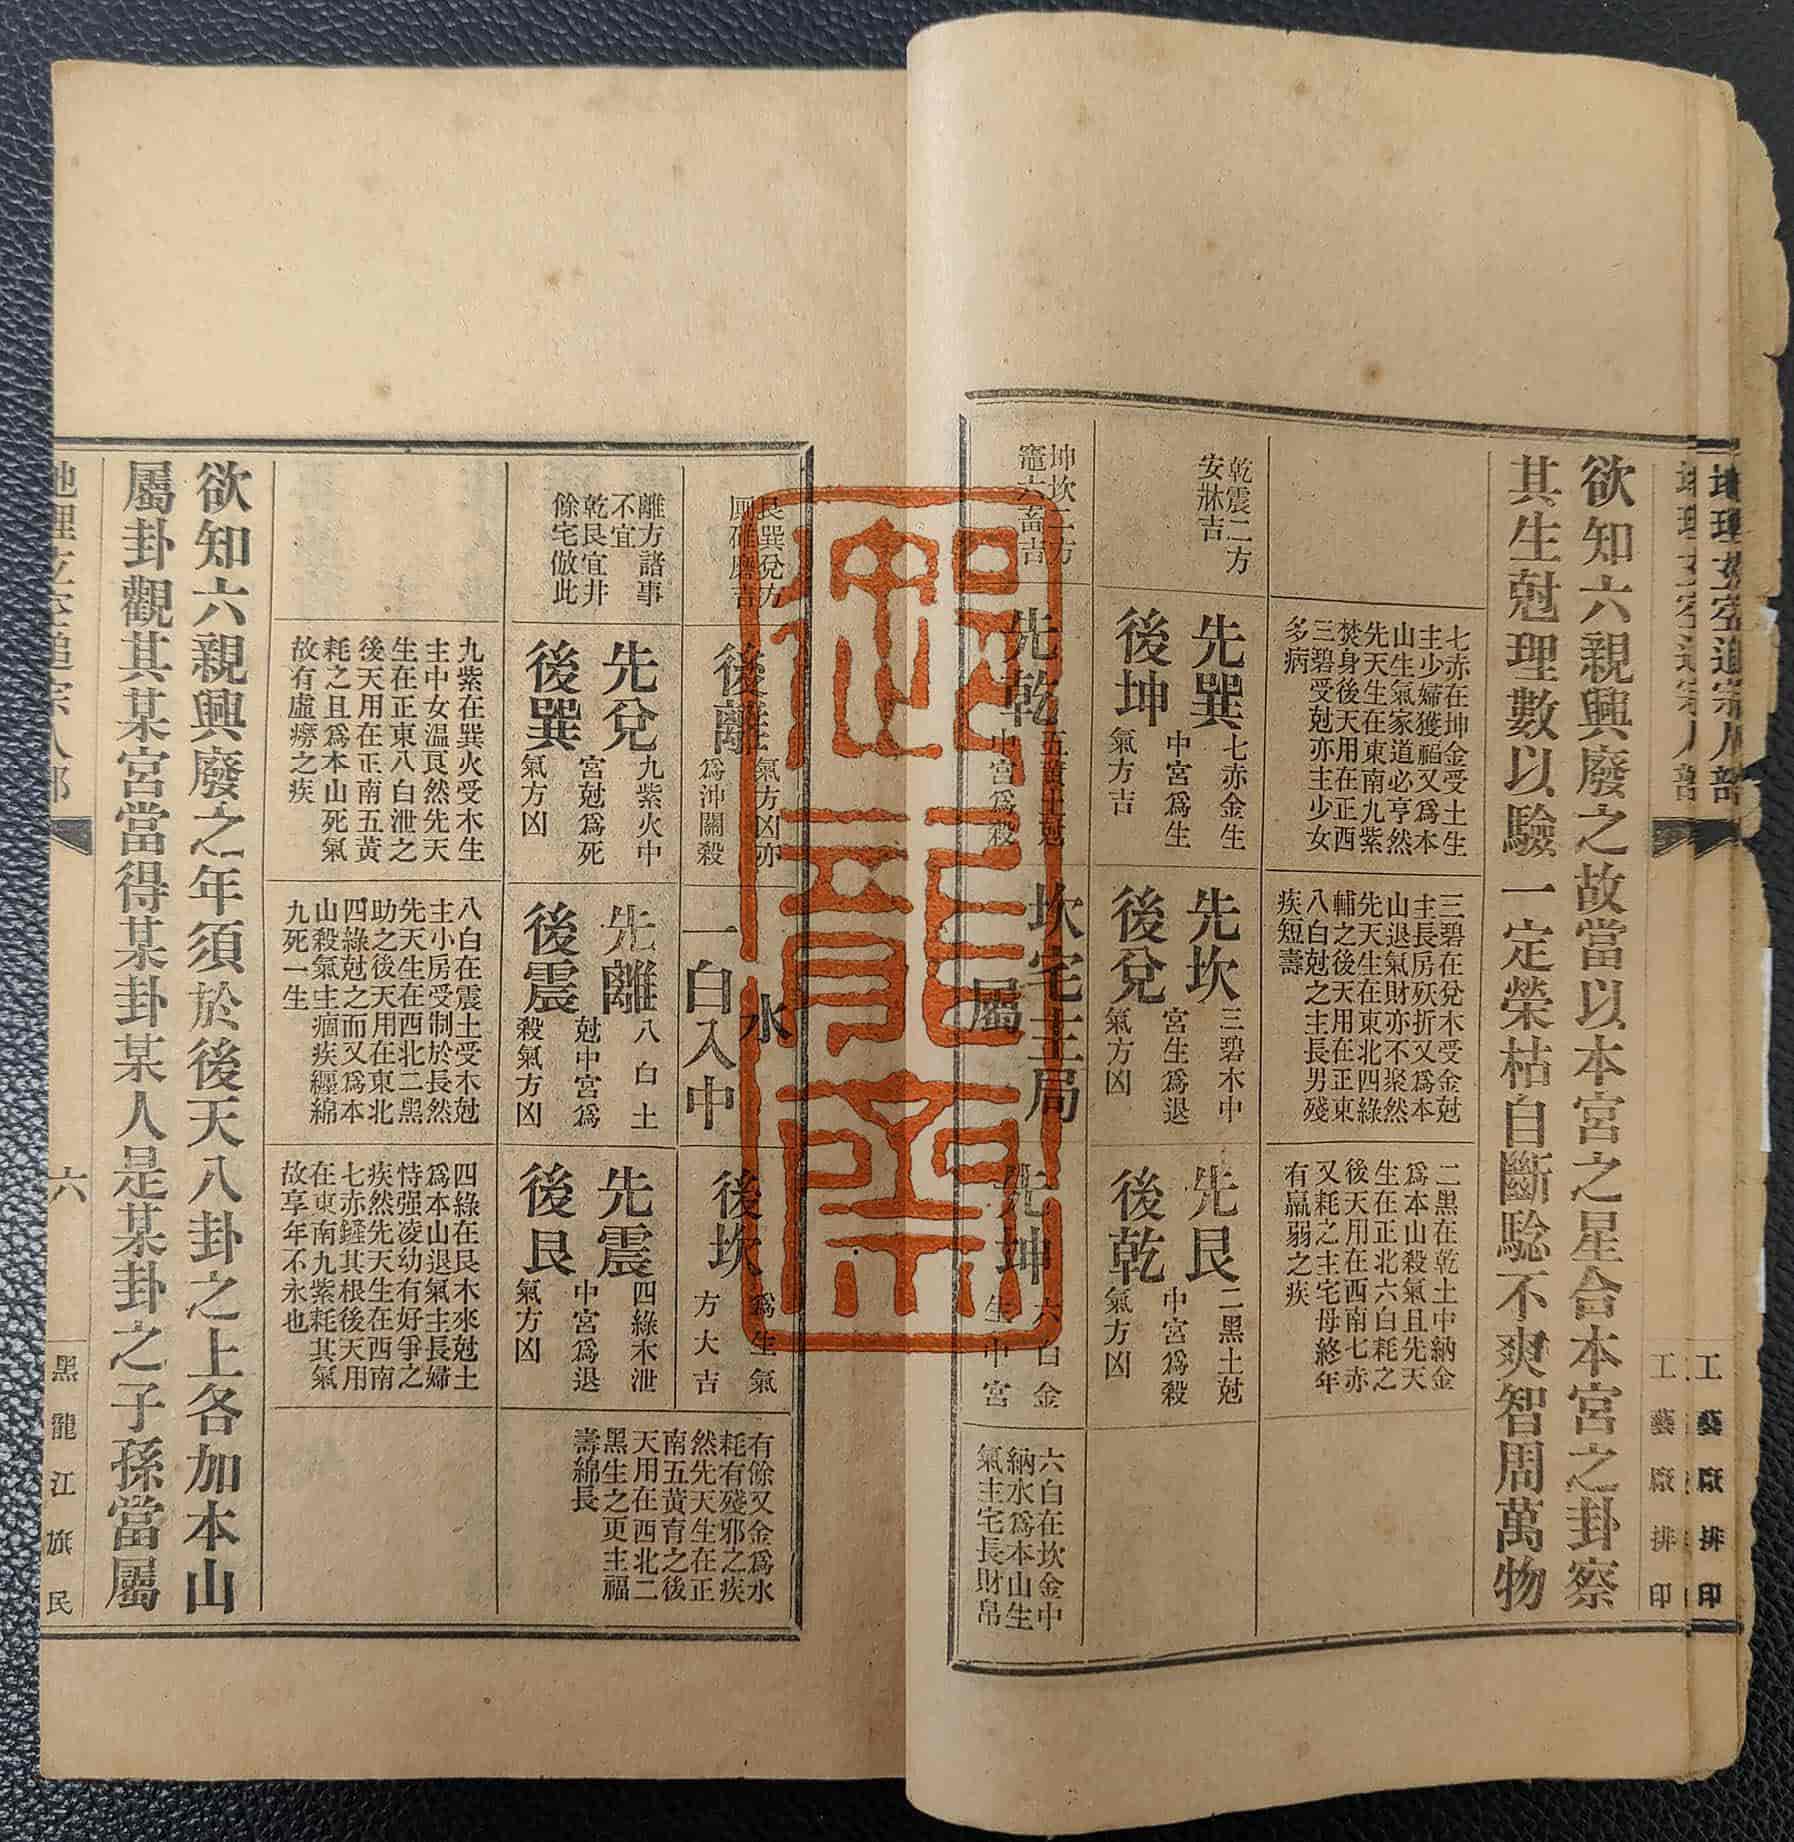 地理玄空追宗人部
工藝廠排印
欲知六親興廢之故當以本宮之星合本宮之卦察
其生尅理數以驗一定榮枯自斷騐不爽智周萬物
七赤在坤金受土生
主少婦獲福又爲本
山生氣家道必亨然
先天生在東南九紫
焚身後天用在正西
三碧受尅亦主少女
多病
三碧在兌木受金尅
主長房殀折又爲本
山退氣財亦不聚然
先天生在東北四綠
輔之後天用在正東
八白尅之主長男殘
疾短壽
二黑在乾土中納金
爲本山殺氣且先天
生在正北六白耗之
後天用在西南七赤
又耗之主宅母終年
有羸弱之疾
乾震二方
安牀吉
先巽
後坤
七赤金生
中宮爲生
氣方吉
先坎
後兌
三碧木中
宮生爲退
氣方凶
先艮
後乾
二黑土尅
中宮爲殺
氣方凶
坤坎二方
竈六畜吉
先乾
五黃土尅
中宮爲殺
坎宅主局
屬
先坤
六白金
生中宮
六白在坎金中
納水爲本山生
氣主宅長財帛
艮巽兌方
厠碓磨吉
後離
氣方凶亦
爲沖關殺
水
一白入中
後坎
爲生氣
方大吉
有餘又金爲水
耗有殘邪之疾
然先天生在正
南五黃育之後
天用在西北二
黑生之更主福
壽綿長
離方諸事
不宜
乾艮宜井
餘宅倣此
先兌
後巽
九紫火中
宮尅爲死
氣方凶
先離
後震
八白土
尅中宮爲
殺氣方凶
先震
後艮
四綠木泄
中宮爲退
氣方凶
九紫在巽火受木生
主中女温良然先天
生在正東八白泄之
後天用在正南五黃
耗之且爲本山死氣
故有虛癆之疾
八白在震土受木尅
主小房受制於長然
先天生在西北二黑
助之後天用在東北
四綠尅之而又爲本
山殺氣主痼疾纏綿
九死一生
四綠在艮木來尅土
爲本山退氣主長婦
恃强凌幼有好爭之
疾然先天生在西南
七赤鏟其根後天用
在東南九紫耗其氣
故享年不永也
欲知六親興廢之年須於後天八卦之上各加本山
屬卦觀其某宮當得某卦某人是某卦之子孫當屬
地理玄空追宗人部
六
黑龍江旗民